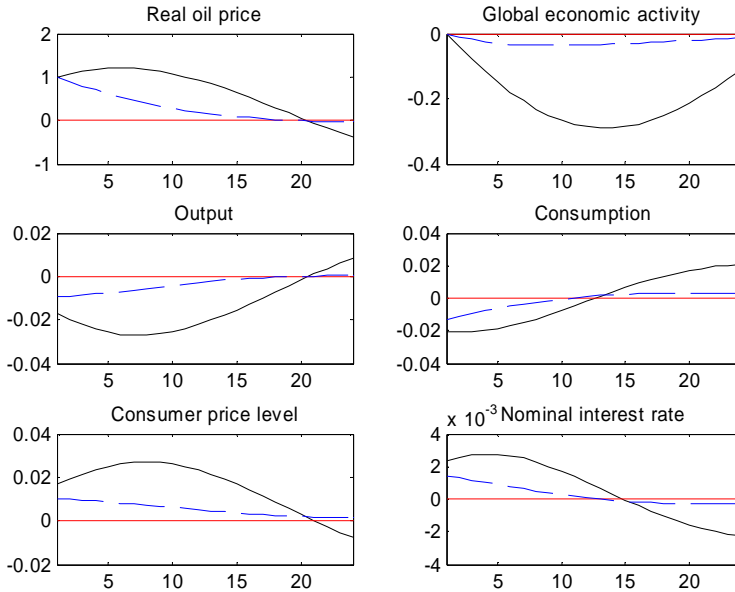 Real oil price
Global economic activity
2
1
0
-1
5 10 15 20
0
-0.2
-0.4
5 10 15 20
Output
Consumption
0.02
0
-0.02
-0.04
5 10 15 20
0.04
0.02
0
-0.02
-0.04
5 10 15 20
Consumer price level
x 10-3 Nominal interest rate
0.04
0.02
0
-0.02
5 10 15 20
4
2
0
-2
-4
5 10 15 20